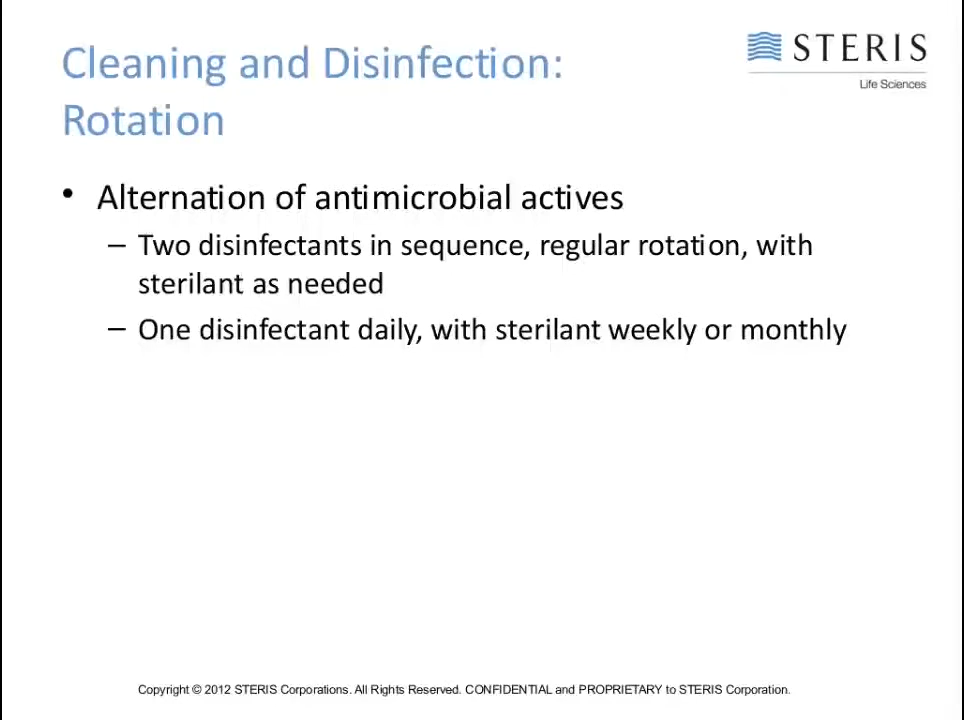 Cleaning and Disinfection:
Rotation
STERIS
Life Sciences
• Alternation of antimicrobial actives
– Two disinfectants in sequence, regular rotation, with
sterilant as needed
– One disinfectant daily, with sterilant weekly or monthly
Copyright © 2012 STERIS Corporations. All Rights Reserved. CONFIDENTIAL and PROPRIETARY to STERIS Corporation.